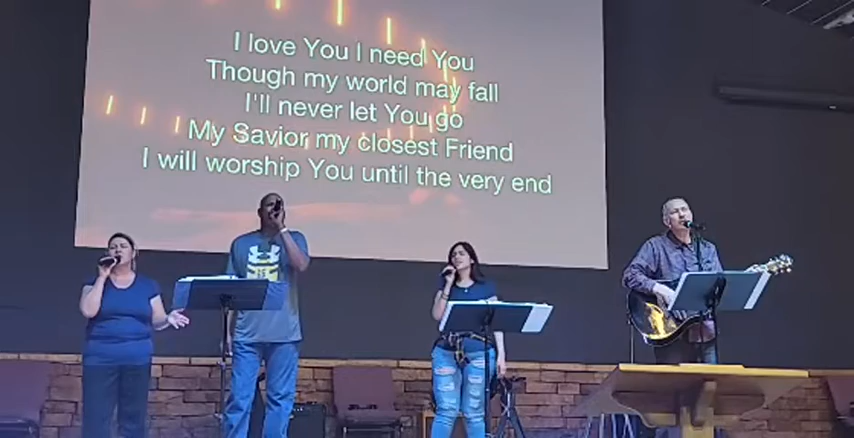 I love You I need You
Though my world may fall
I'll never let You go
My Savior my closest Friend
I will worship You until the very end